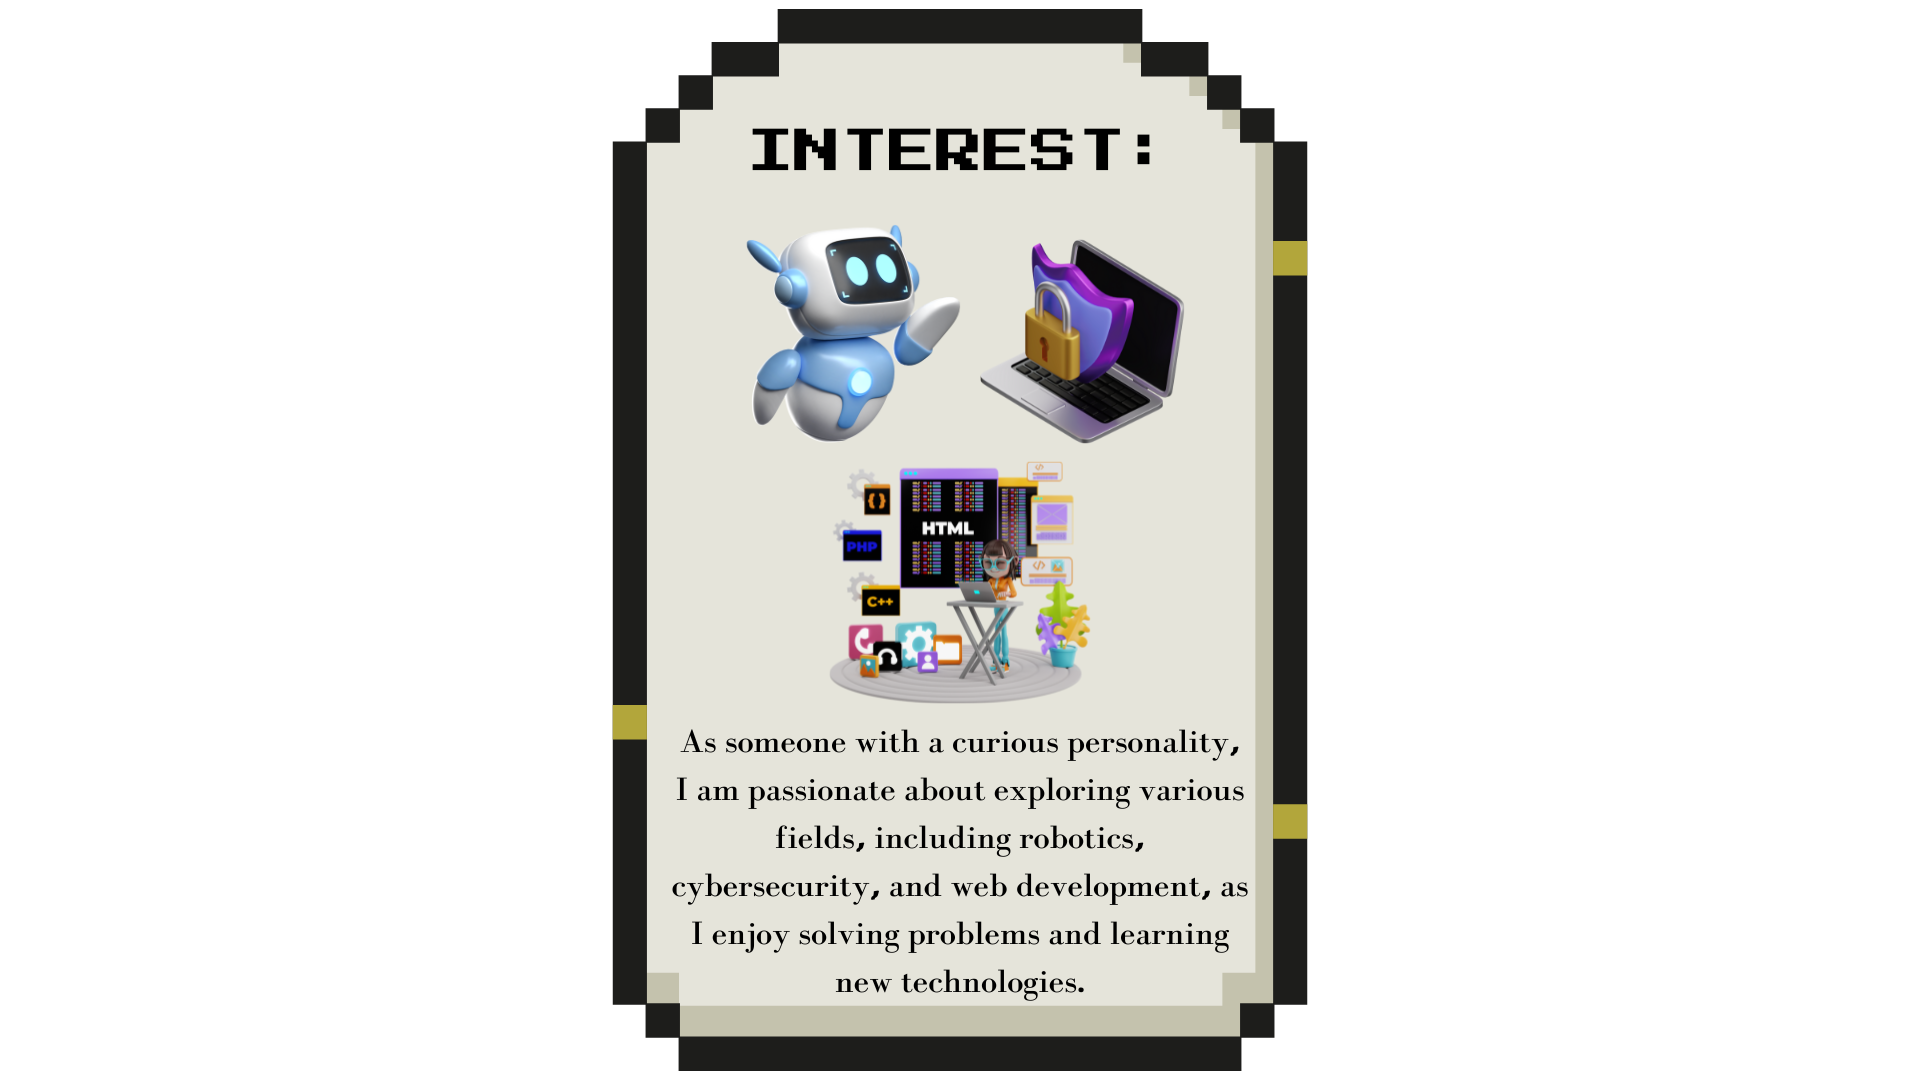 INTEREST:
HTML
PHP
C++
As someone with a curious personality,
I am passionate about exploring various
fields, including robotics,
cybersecurity, and web development, as
I enjoy solving problems and learning
new technologies.